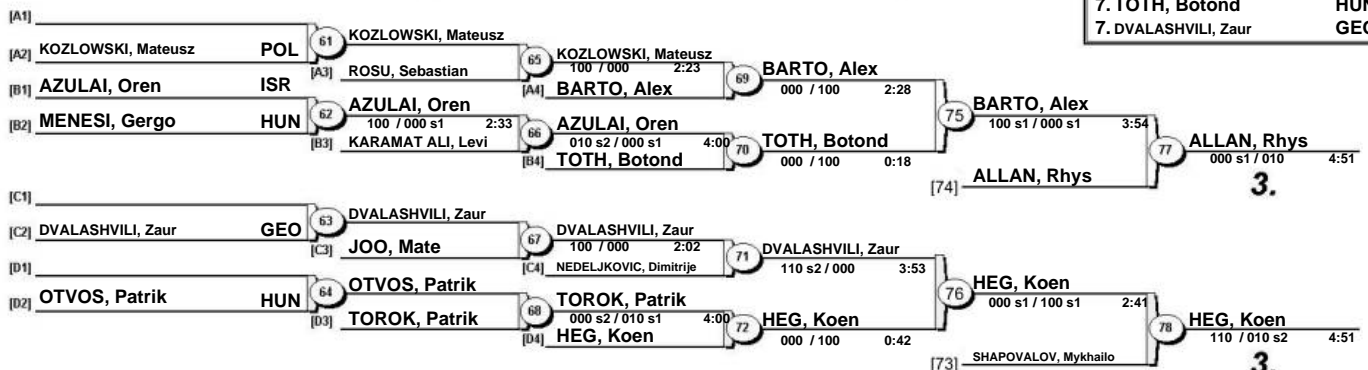 7. TOTH, Botond HUN
7. DVALASHVILI, Zaur GEO
[A1]
[A2] KOZLOWSKI, Mateusz POL
61 KOZLOWSKI, Mateusz
[A3] ROSU, Sebastian
65 KOZLOWSKI, Mateusz
100 / 000 2:23
[A4] BARTO, Alex
69 BARTO, Alex
000 / 100 2:28
[B1] AZULAI, Oren ISR
[B2] MENESI, Gergo HUN
62 AZULAI, Oren
100 / 000 s1 2:33
[B3] KARAMAT ALI, Levi
66 AZULAI, Oren
010 s2 / 000 s1 4:00
[B4] TOTH, Botond
70 TOTH, Botond
000 / 100 0:18
75 BARTO, Alex
100 s1 / 000 s1 3:54
[74] ALLAN, Rhys
77 ALLAN, Rhys
000 s1 / 010 4:51
3.
[C1]
[C2] DVALASHVILI, Zaur GEO
63 DVALASHVILI, Zaur
[C3] JOO, Mate
67 DVALASHVILI, Zaur
100 / 000 2:02
[C4] NEDELJKOVIC, Dimitrije
71 DVALASHVILI, Zaur
110 s2 / 000 3:53
[D1]
[D2] OTVOS, Patrik HUN
64 OTVOS, Patrik
[D3] TOROK, Patrik
68 TOROK, Patrik
000 s2 / 010 s1 4:00
[D4] HEG, Koen
72 HEG, Koen
000 / 100 0:42
76 HEG, Koen
000 s1 / 100 s1 2:41
[73] SHAPOVALOV, Mykhailo
78 HEG, Koen
110 / 010 s2 4:51
3.